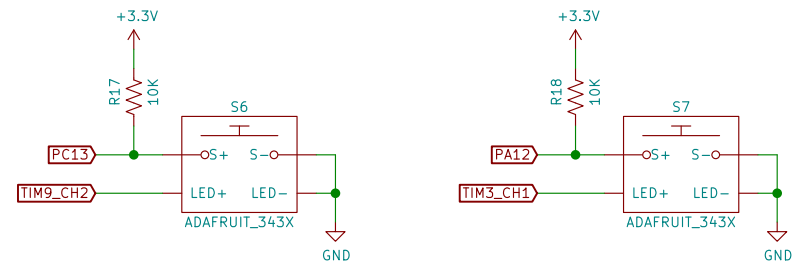 +3.3V
R17
10K
S6
PC13
S+
S-
TIM9_CH2
LED+
LED-
ADAFRUIT_343X
GND
+3.3V
R18
10K
S7
PA12
S+
S-
TIM3_CH1
LED+
LED-
ADAFRUIT_343X
GND